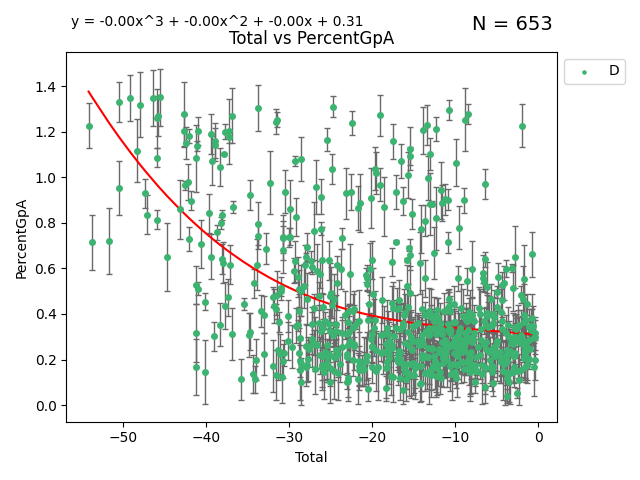 y = -0.00x^3 + -0.00x^2 + -0.00x + 0.31
N = 653
Total vs PercentGpA
D
PercentGpA
1.4
1.2
1.0
0.8
0.6
0.4
0.2
0.0
−50
−40
−30
−20
−10
0
Total